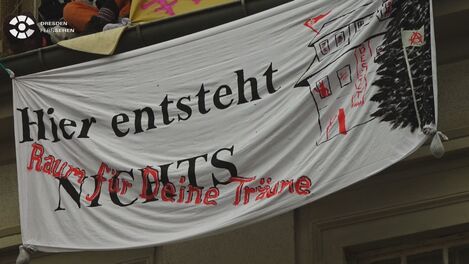 DRESDEN
FERNSEHEN
Hier entsteht
Raum für Deine Träume
NICHTS